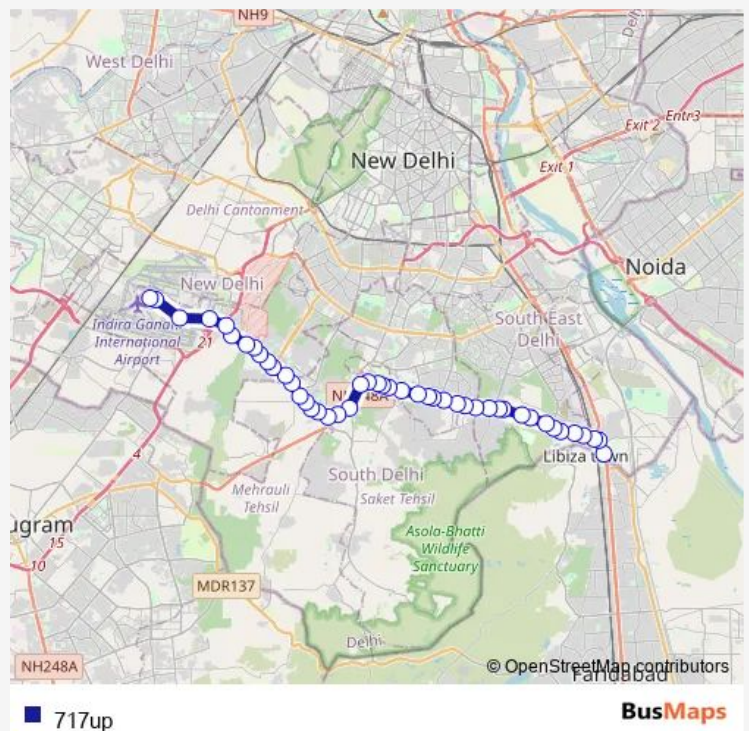 NH9
Delhi
West Delhi
Entr3
Exit 2
New Delhi
Exit 1
Delhi Cantonment
Noida
New Delhi
South East
Delhi
Indira Gandhi
International
Airport
21
South Delhi
Libiza town
Mehrauli
Tehsil
Saket Tehsil
4
Asola-Bhatti
Wildlife
Sanctuary
ugram
15
10
MDR137
Delhi
NH248A
© OpenStreetMap contributors
Faridabad
717up
BusMaps